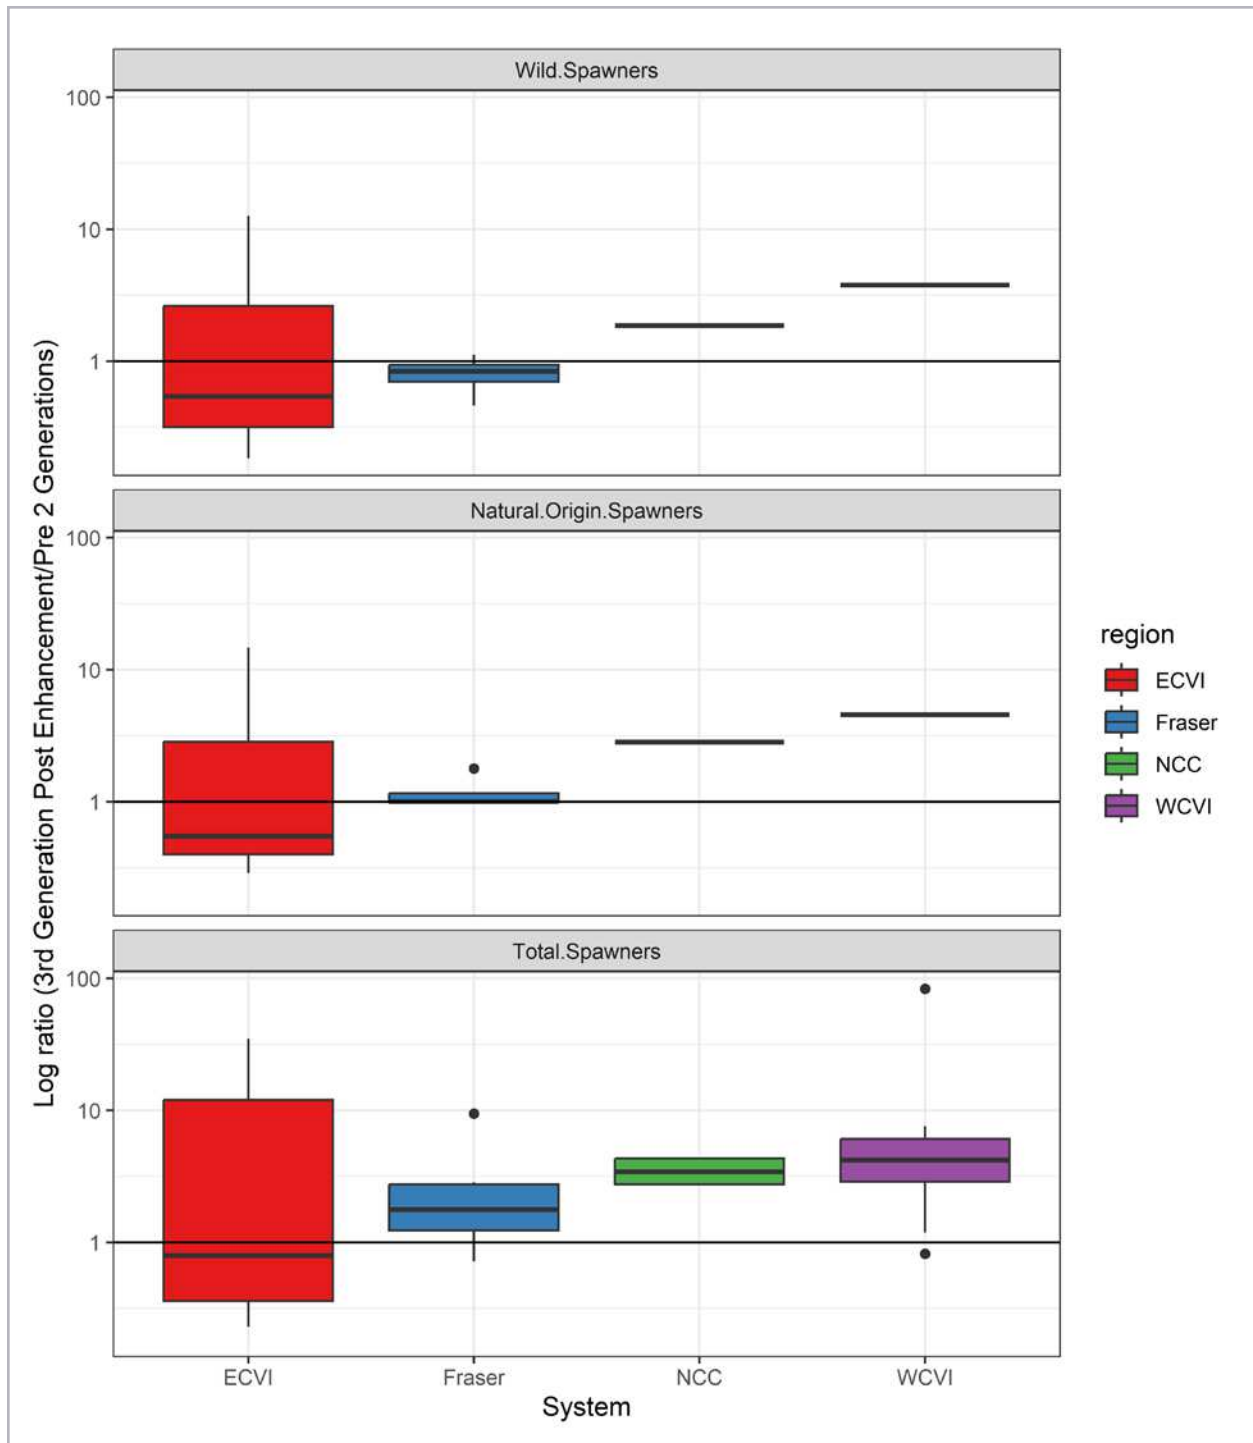 Log ratio (3rd Generation Post Enhancement/Pre 2 Generations)
Wild.Spawners
100
10
1
Natural.Origin.Spawners
100
10
1
Total.Spawners
100
10
1
ECVI
Fraser
NCC
WCVI
System
region
ECVI
Fraser
NCC
WCVI